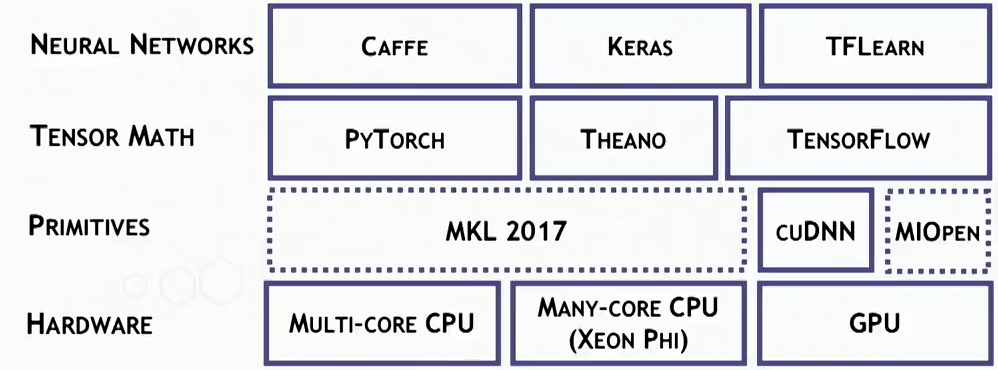 Neural Networks
Caffe
Keras
TFLearn
Tensor Math
PyTorch
Theano
TensorFlow
Primitives
MKL 2017
cuDNN
MIOpen
Hardware
Multi-core CPU
Many-core CPU
(Xeon Phi)
GPU